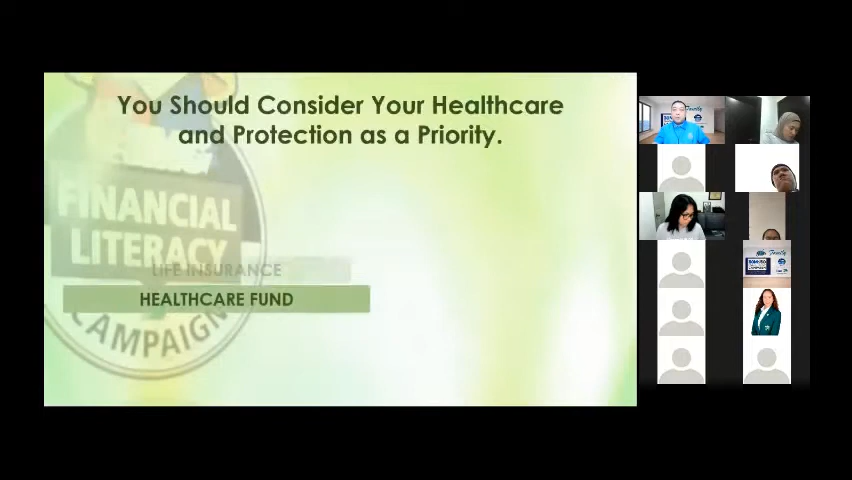 You Should Consider Your Healthcare
and Protection as a Priority.
FINANCIAL
LITERACY
CAMPAIGN
LIFE INSURANCE
HEALTHCARE FUND